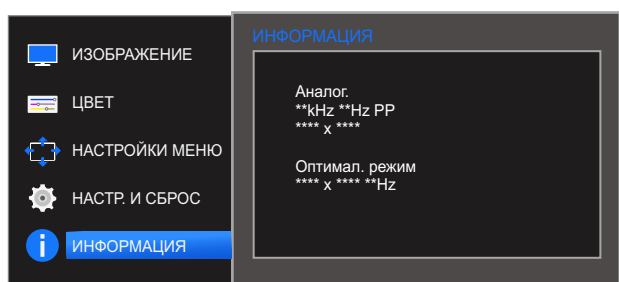 ИНФОРМАЦИЯ
ИЗОБРАЖЕНИЕ
ЦВЕТ
НАСТРОЙКИ МЕНЮ
НАСТР. И СБРОС
ИНФОРМАЦИЯ
Аналог.
**kHz **Hz PP
**** x ****
Оптимал. режим
**** x **** **Hz